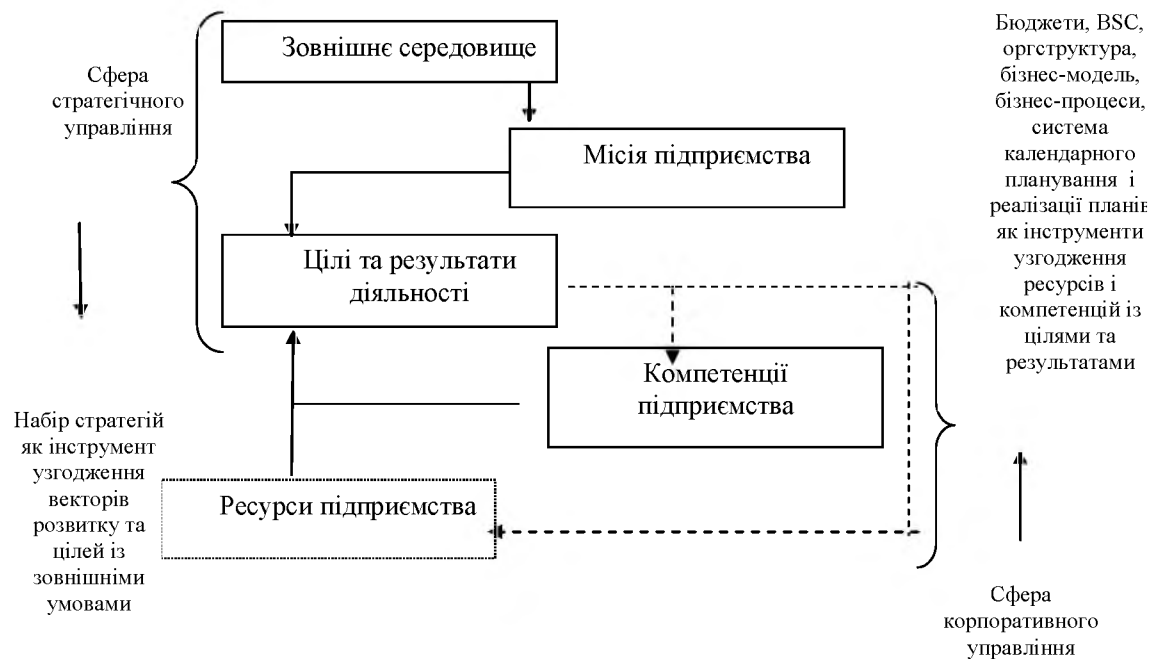 Зовнішнє середовище
Сфера
стратегічного
управління
Місія підприємства
Цілі та результати
діяльності
Компетенції
підприємства
Ресурси підприємства
Набір стратегій
як інструмент
узгодження
векторів
розвитку та
цілей із
зовнішніми
умовами
Бюджети, BSC,
оргструктура,
бізнес-модель,
бізнес-процеси,
система
календарного
планування і
реалізації планів
як інструменти
узгодження
ресурсів і
компетенцій із
цілями та
результатами
Сфера
корпоративного
управління